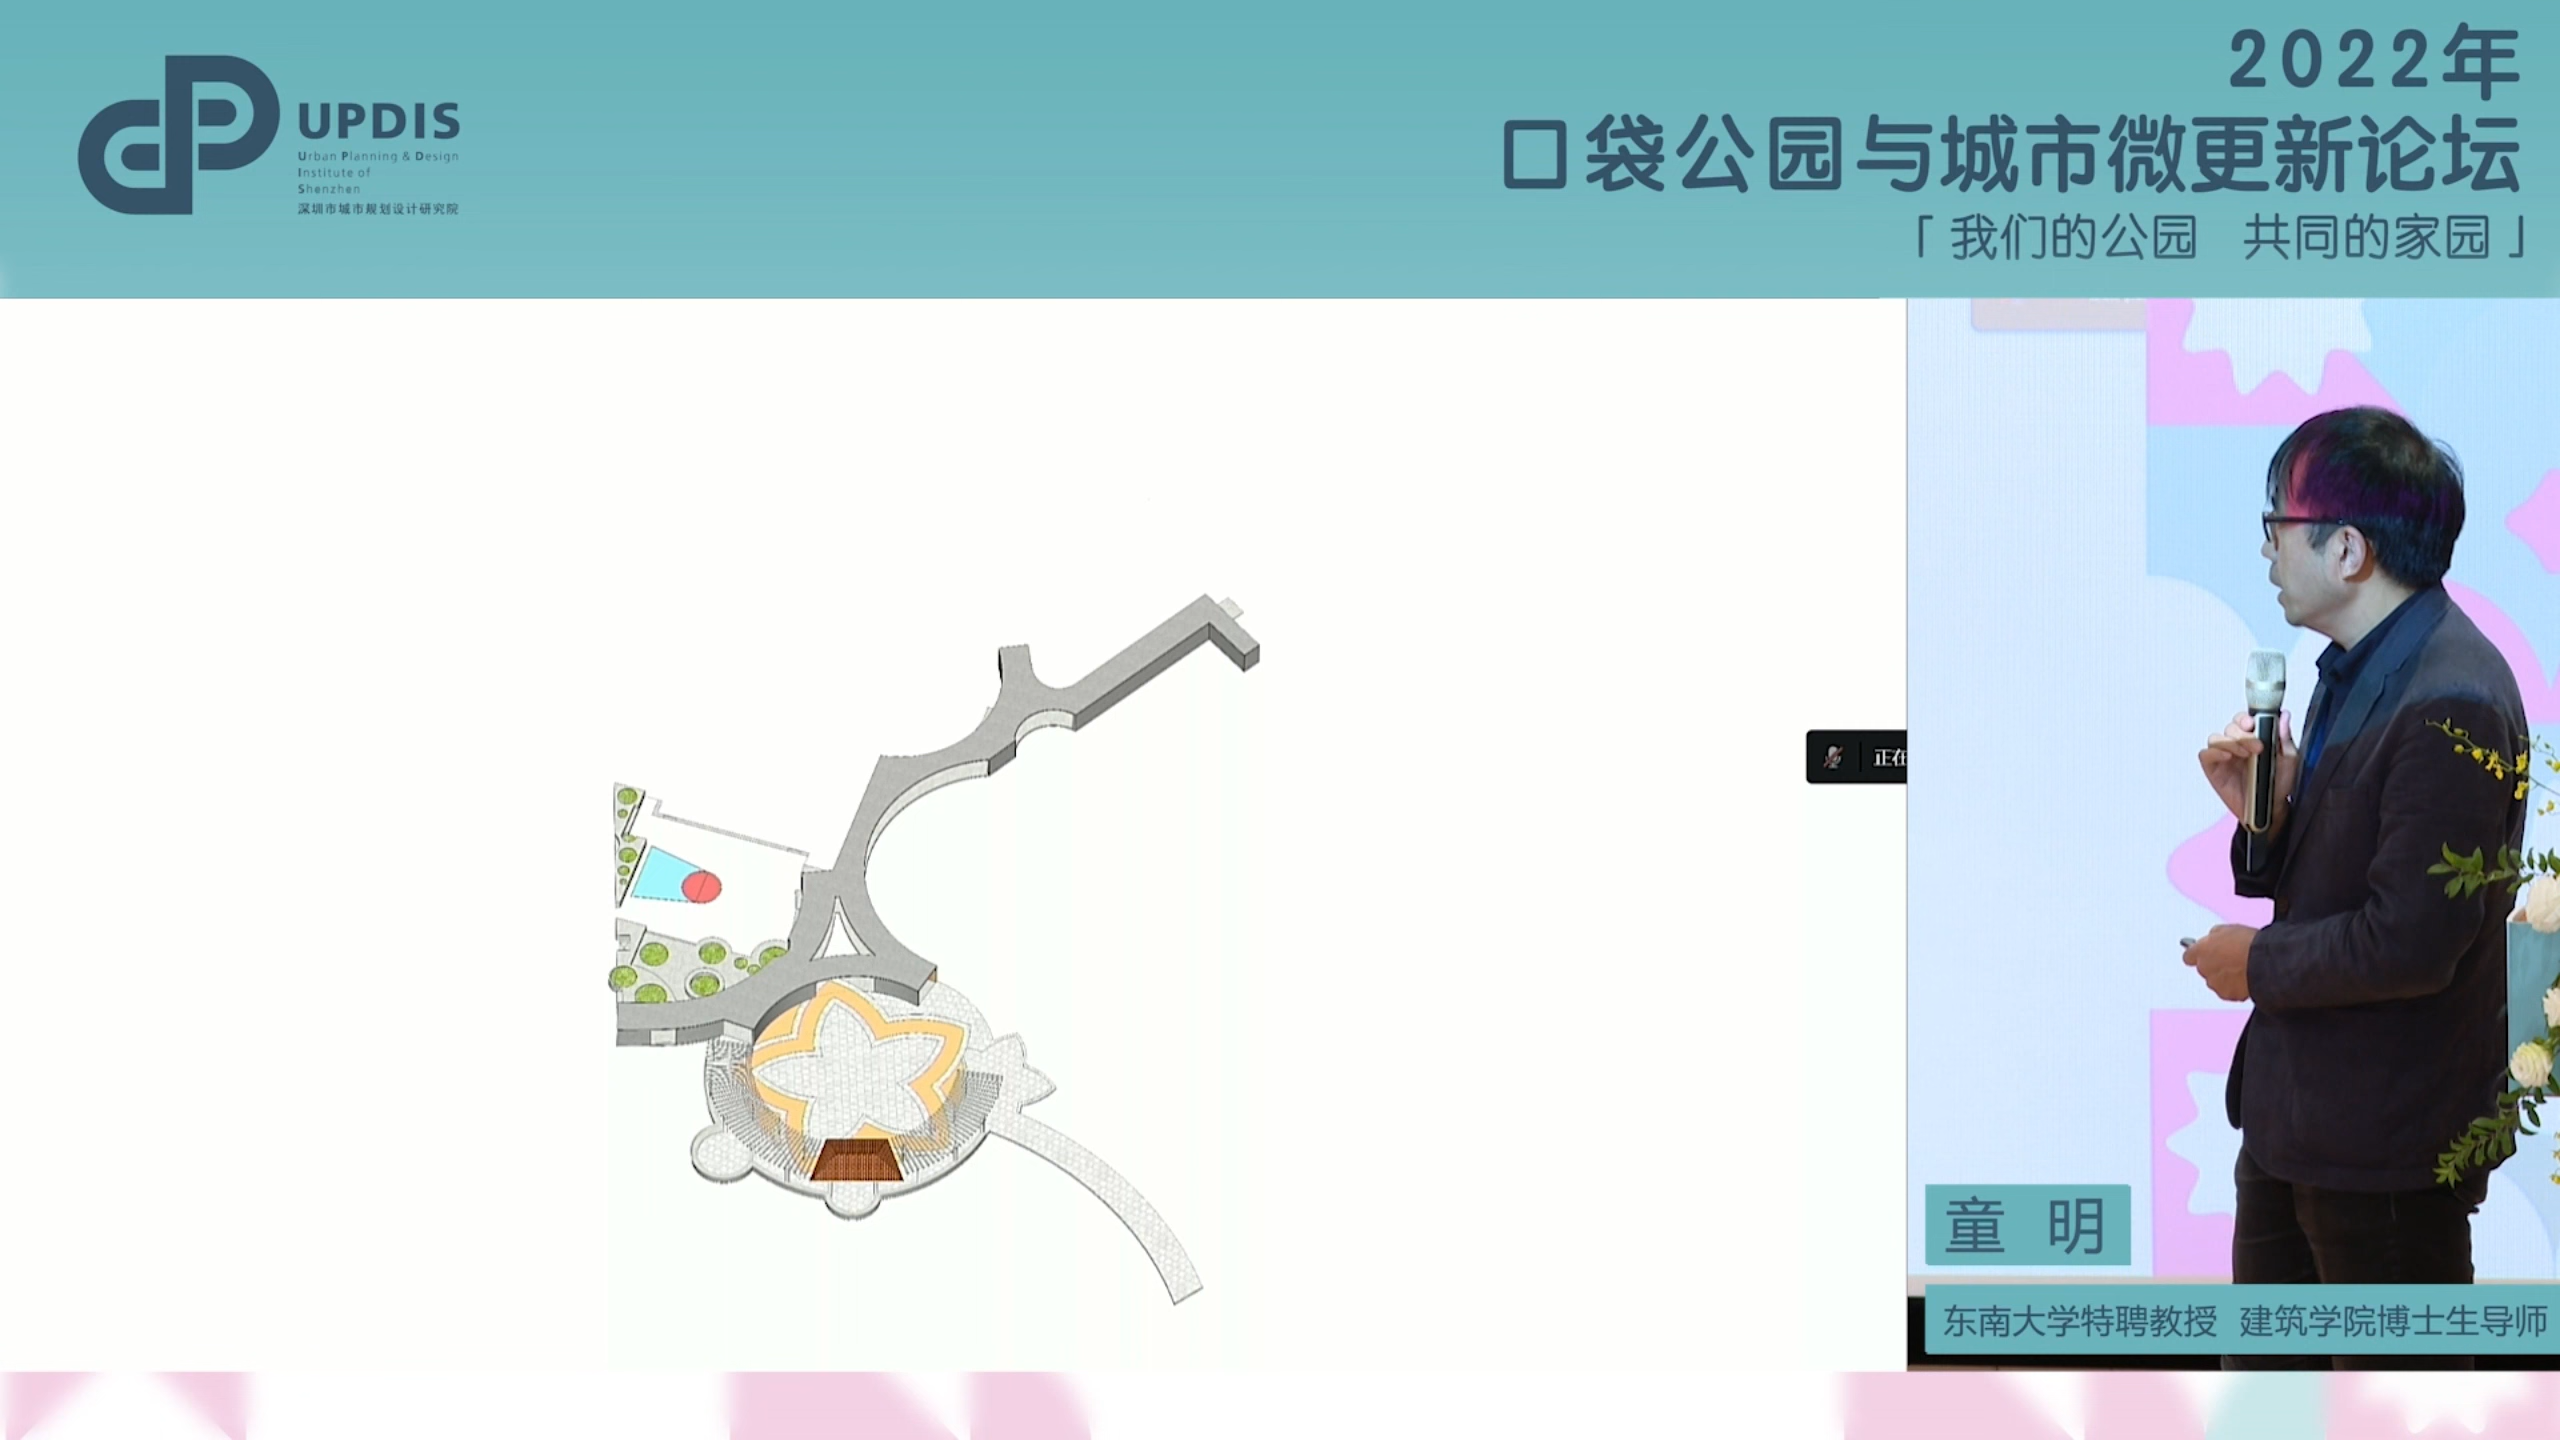 UPDIS
Urban Planning & Design
Institute of
Shenzhen
深圳市城市规划设计研究院
2022年
口袋公园与城市微更新论坛
「我们的公园 共同的家园」
正在
童 明
东南大学特聘教授 建筑学院博士生导师